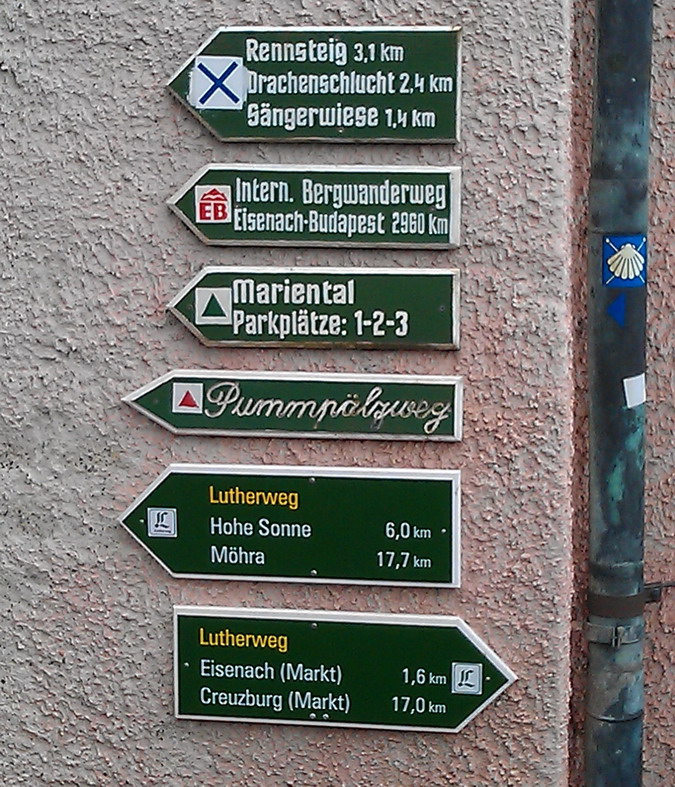 Rennsteig 3,1 km
Drachenschlucht 2,4 km
Sängerwiese 1,4 km
EB
Intern. Bergwanderweg
Eisenach-Budapest 2960 km
Mariental
Parkplätze: 1-2-3
Pummpälzweg
Lutherweg
L
Hohe Sonne 6,0 km
Möhra 17,7 km
Lutherweg
Eisenach (Markt) 1,6 km
L
Creuzburg (Markt) 17,0 km